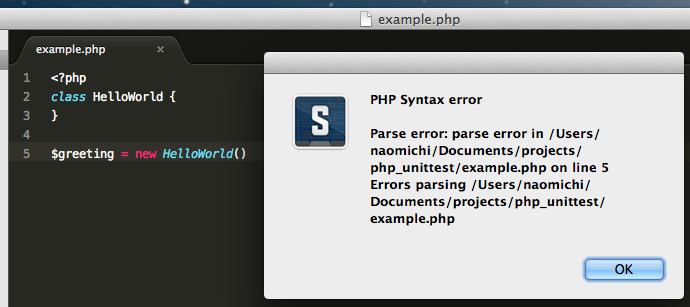 example.php
example.php ×
1 <?php
2 class HelloWorld {
3 }
4
5 $greeting = new HelloWorld()
S
PHP Syntax error
Parse error: parse error in /Users/
naomichi/Documents/projects/
php_unittest/example.php on line 5
Errors parsing /Users/naomichi/
Documents/projects/php_unittest/
example.php
OK